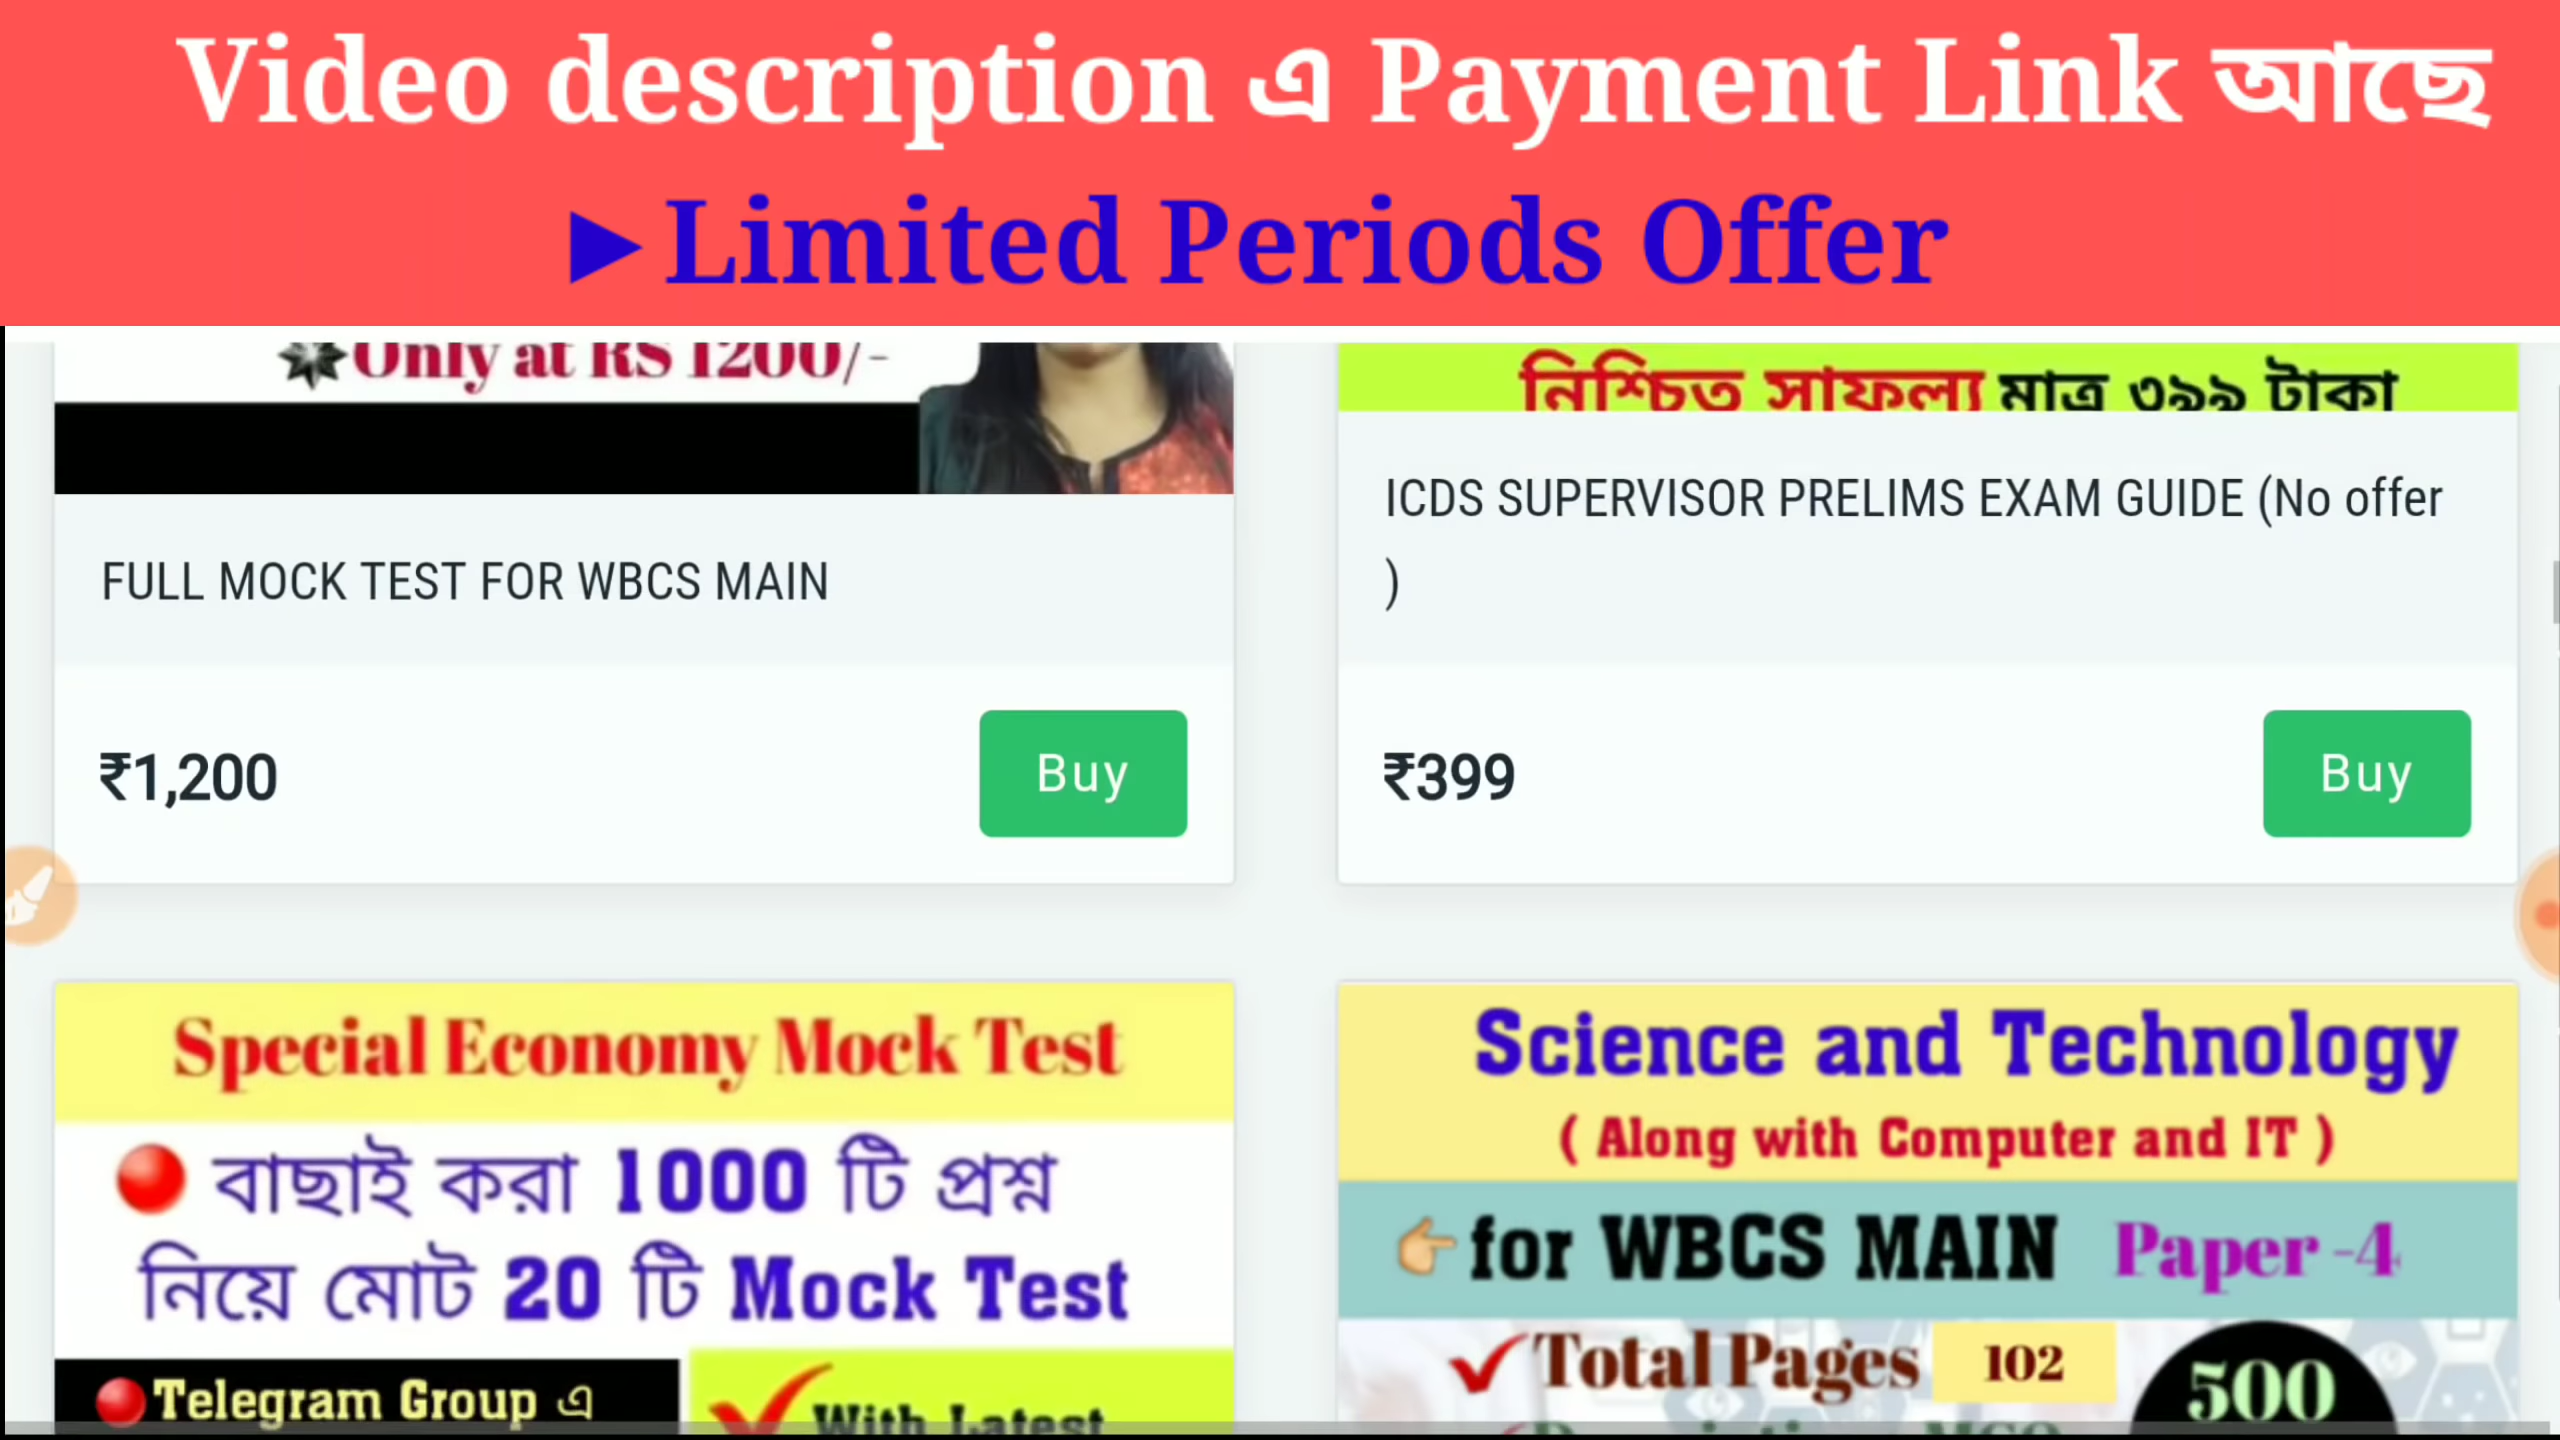 Video description এ Payment Link আছে
►Limited Periods Offer
Only at RS 1200/-
FULL MOCK TEST FOR WBCS MAIN
₹1,200
Buy
নিশ্চিত সাফল্য মাত্র ৩৯৯ টাকা
ICDS SUPERVISOR PRELIMS EXAM GUIDE (No offer
)
₹399
Buy
Special Economy Mock Test
বাছাই করা 1000 টি প্রশ্ন
নিয়ে মোট 20 টি Mock Test
Telegram Group এ
With Latest
Science and Technology
( Along with Computer and IT )
for WBCS MAIN Paper -4
Total Pages 102
500